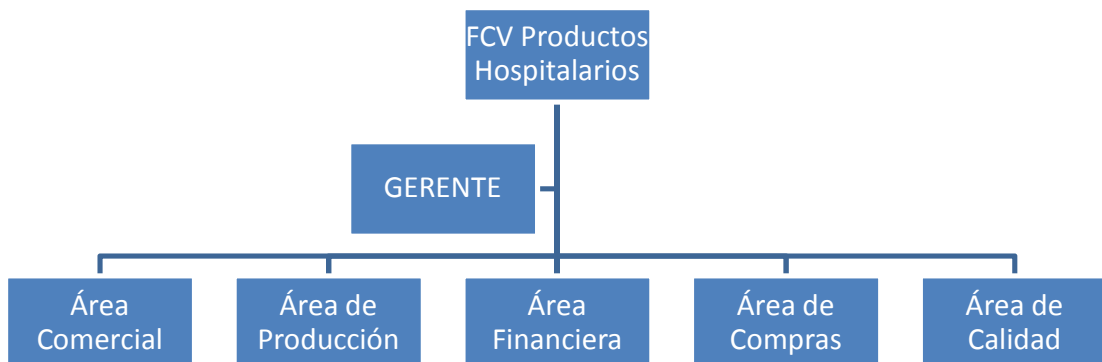 FCV Productos
Hospitalarios
GERENTE
Área
Comercial
Área de
Producción
Área
Financiera
Área de
Compras
Área de
Calidad